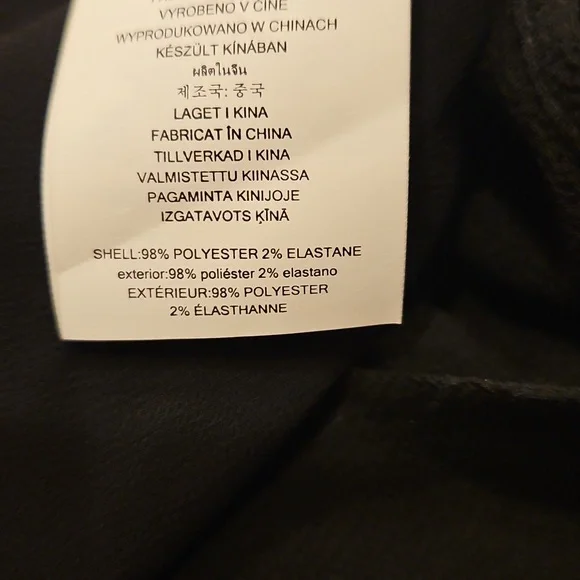 VYROBENO V ČÍNĚ
WYPRODUKOWANO W CHINACH
KÉSZÜLT KÍNÁBAN
ผลิตในจีน
제조국: 중국
LAGET I KINA
FABRICAT ÎN CHINA
TILLVERKAD I KINA
VALMISTETTU KIINASSA
PAGAMINTA KINIJOJE
IZGATAVOTS ĶĪNĀ
SHELL:98% POLYESTER 2% ELASTANE
exterior:98% poliéster 2% elastano
EXTÉRIEUR:98% POLYESTER
2% ÉLASTHANNE